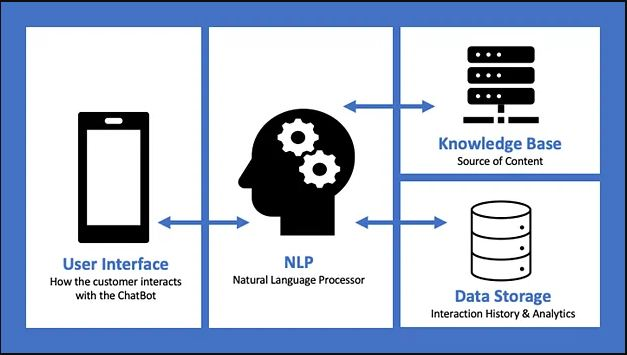 User Interface
How the customer interacts
with the ChatBot
NLP
Natural Language Processor
Knowledge Base
Source of Content
Data Storage
Interaction History & Analytics